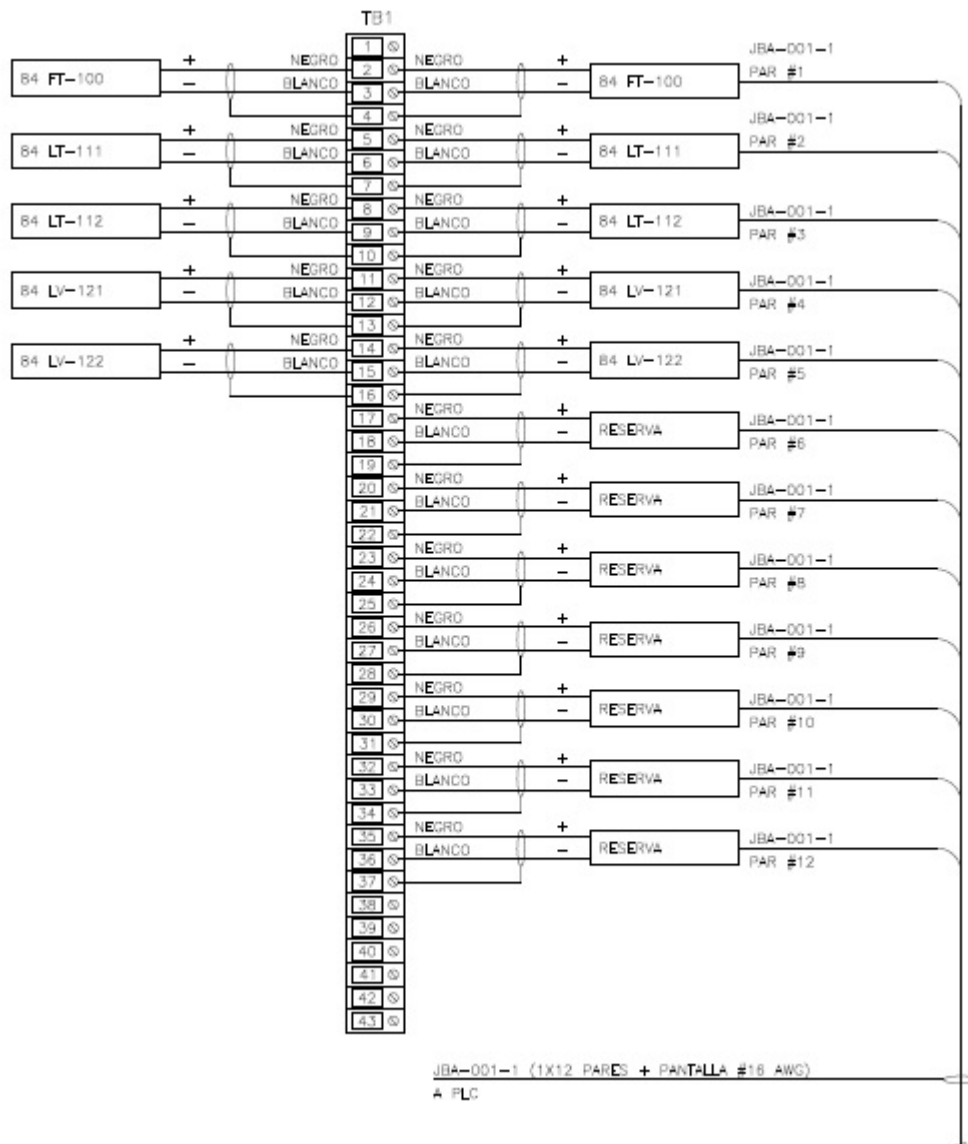 TB1
1
NEGRO 2 NEGRO JBA-001-1
84 FT-100 + - BLANCO 3 BLANCO + - 84 FT-100 PAR #1
4
NEGRO 5 NEGRO JBA-001-1
84 LT-111 + - BLANCO 6 BLANCO + - 84 LT-111 PAR #2
7
NEGRO 8 NEGRO JBA-001-1
84 LT-112 + - BLANCO 9 BLANCO + - 84 LT-112 PAR #3
10
NEGRO 11 NEGRO JBA-001-1
84 LV-121 + - BLANCO 12 BLANCO + - 84 LV-121 PAR #4
13
NEGRO 14 NEGRO JBA-001-1
84 LV-122 + - BLANCO 15 BLANCO + - 84 LV-122 PAR #5
16
17 NEGRO JBA-001-1
18 BLANCO + - RESERVA PAR #6
19
20 NEGRO JBA-001-1
21 BLANCO + - RESERVA PAR #7
22
23 NEGRO JBA-001-1
24 BLANCO + - RESERVA PAR #8
25
26 NEGRO JBA-001-1
27 BLANCO + - RESERVA PAR #9
28
29 NEGRO JBA-001-1
30 BLANCO + - RESERVA PAR #10
31
32 NEGRO JBA-001-1
33 BLANCO + - RESERVA PAR #11
34
35 NEGRO JBA-001-1
36 BLANCO + - RESERVA PAR #12
37
38
39
40
41
42
43
JBA-001-1 (1X12 PARES + PANTALLA #16 AWG)
A PLC